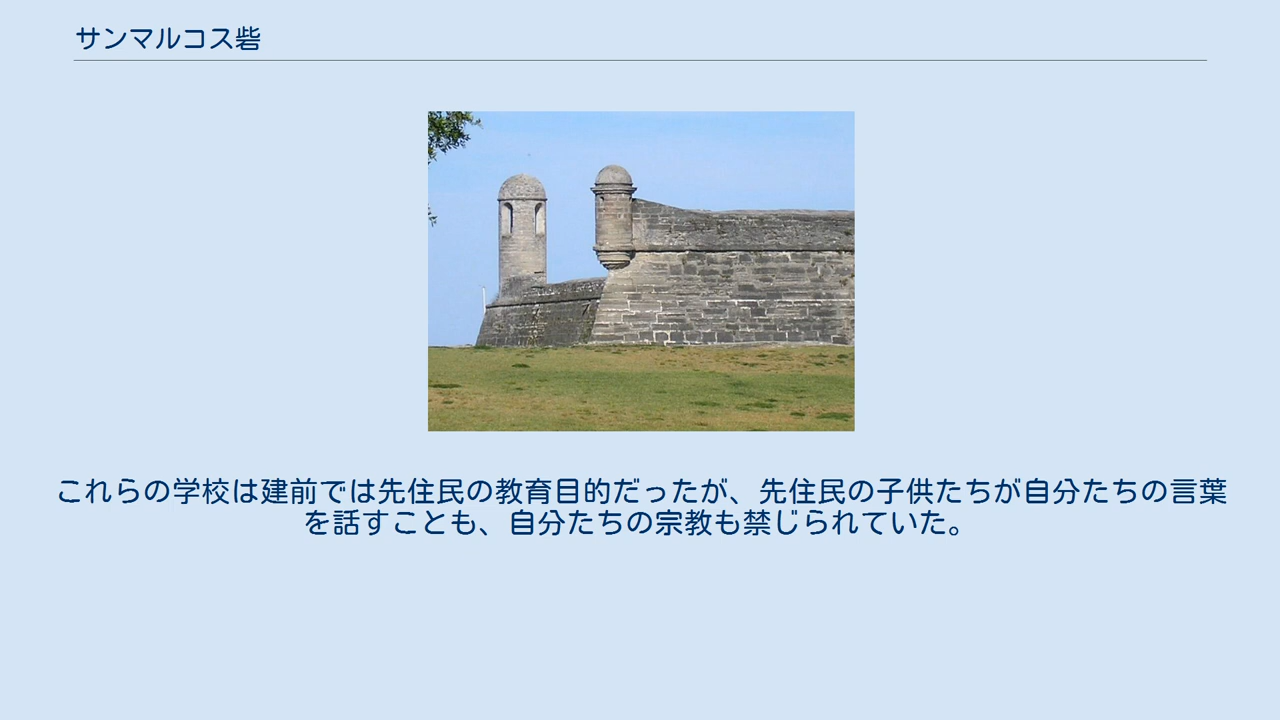 サンマルコス砦
これらの学校は建前では先住民の教育目的だったが、先住民の子供たちが自分たちの言葉
を話すことも、自分たちの宗教も禁じられていた。